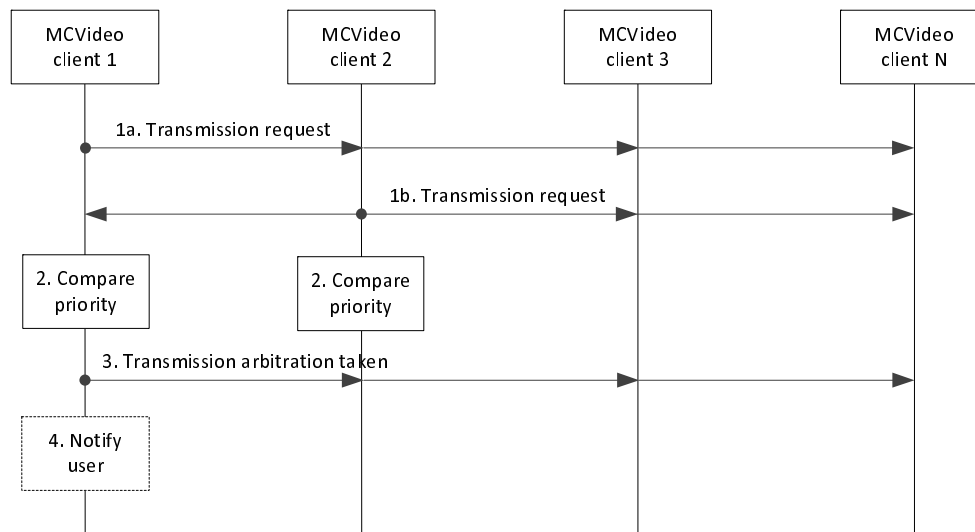 MCVideo
client 1
MCVideo
client 2
MCVideo
client 3
MCVideo
client N
1a. Transmission request
1b. Transmission request
2. Compare
priority
2. Compare
priority
3. Transmission arbitration taken
4. Notify
user